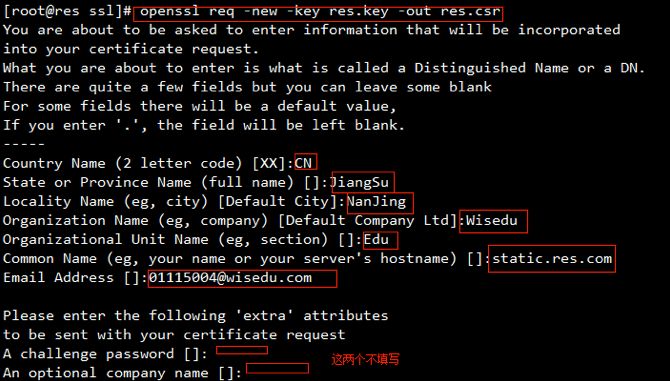 [root@res ssl]# openssl req -new -key res.key -out res.csr
You are about to be asked to enter information that will be incorporated
into your certificate request.
What you are about to enter is what is called a Distinguished Name or a DN.
There are quite a few fields but you can leave some blank
For some fields there will be a default value,
If you enter '.', the field will be left blank.
-----
Country Name (2 letter code) [XX]:CN
State or Province Name (full name) []:JiangSu
Locality Name (eg, city) [Default City]:NanJing
Organization Name (eg, company) [Default Company Ltd]:Wisedu
Organizational Unit Name (eg, section) []:Edu
Common Name (eg, your name or your server's hostname) []:static.res.com
Email Address []:01115004@wisedu.com
Please enter the following 'extra' attributes
to be sent with your certificate request
A challenge password []:
这两个不填写
An optional company name []: